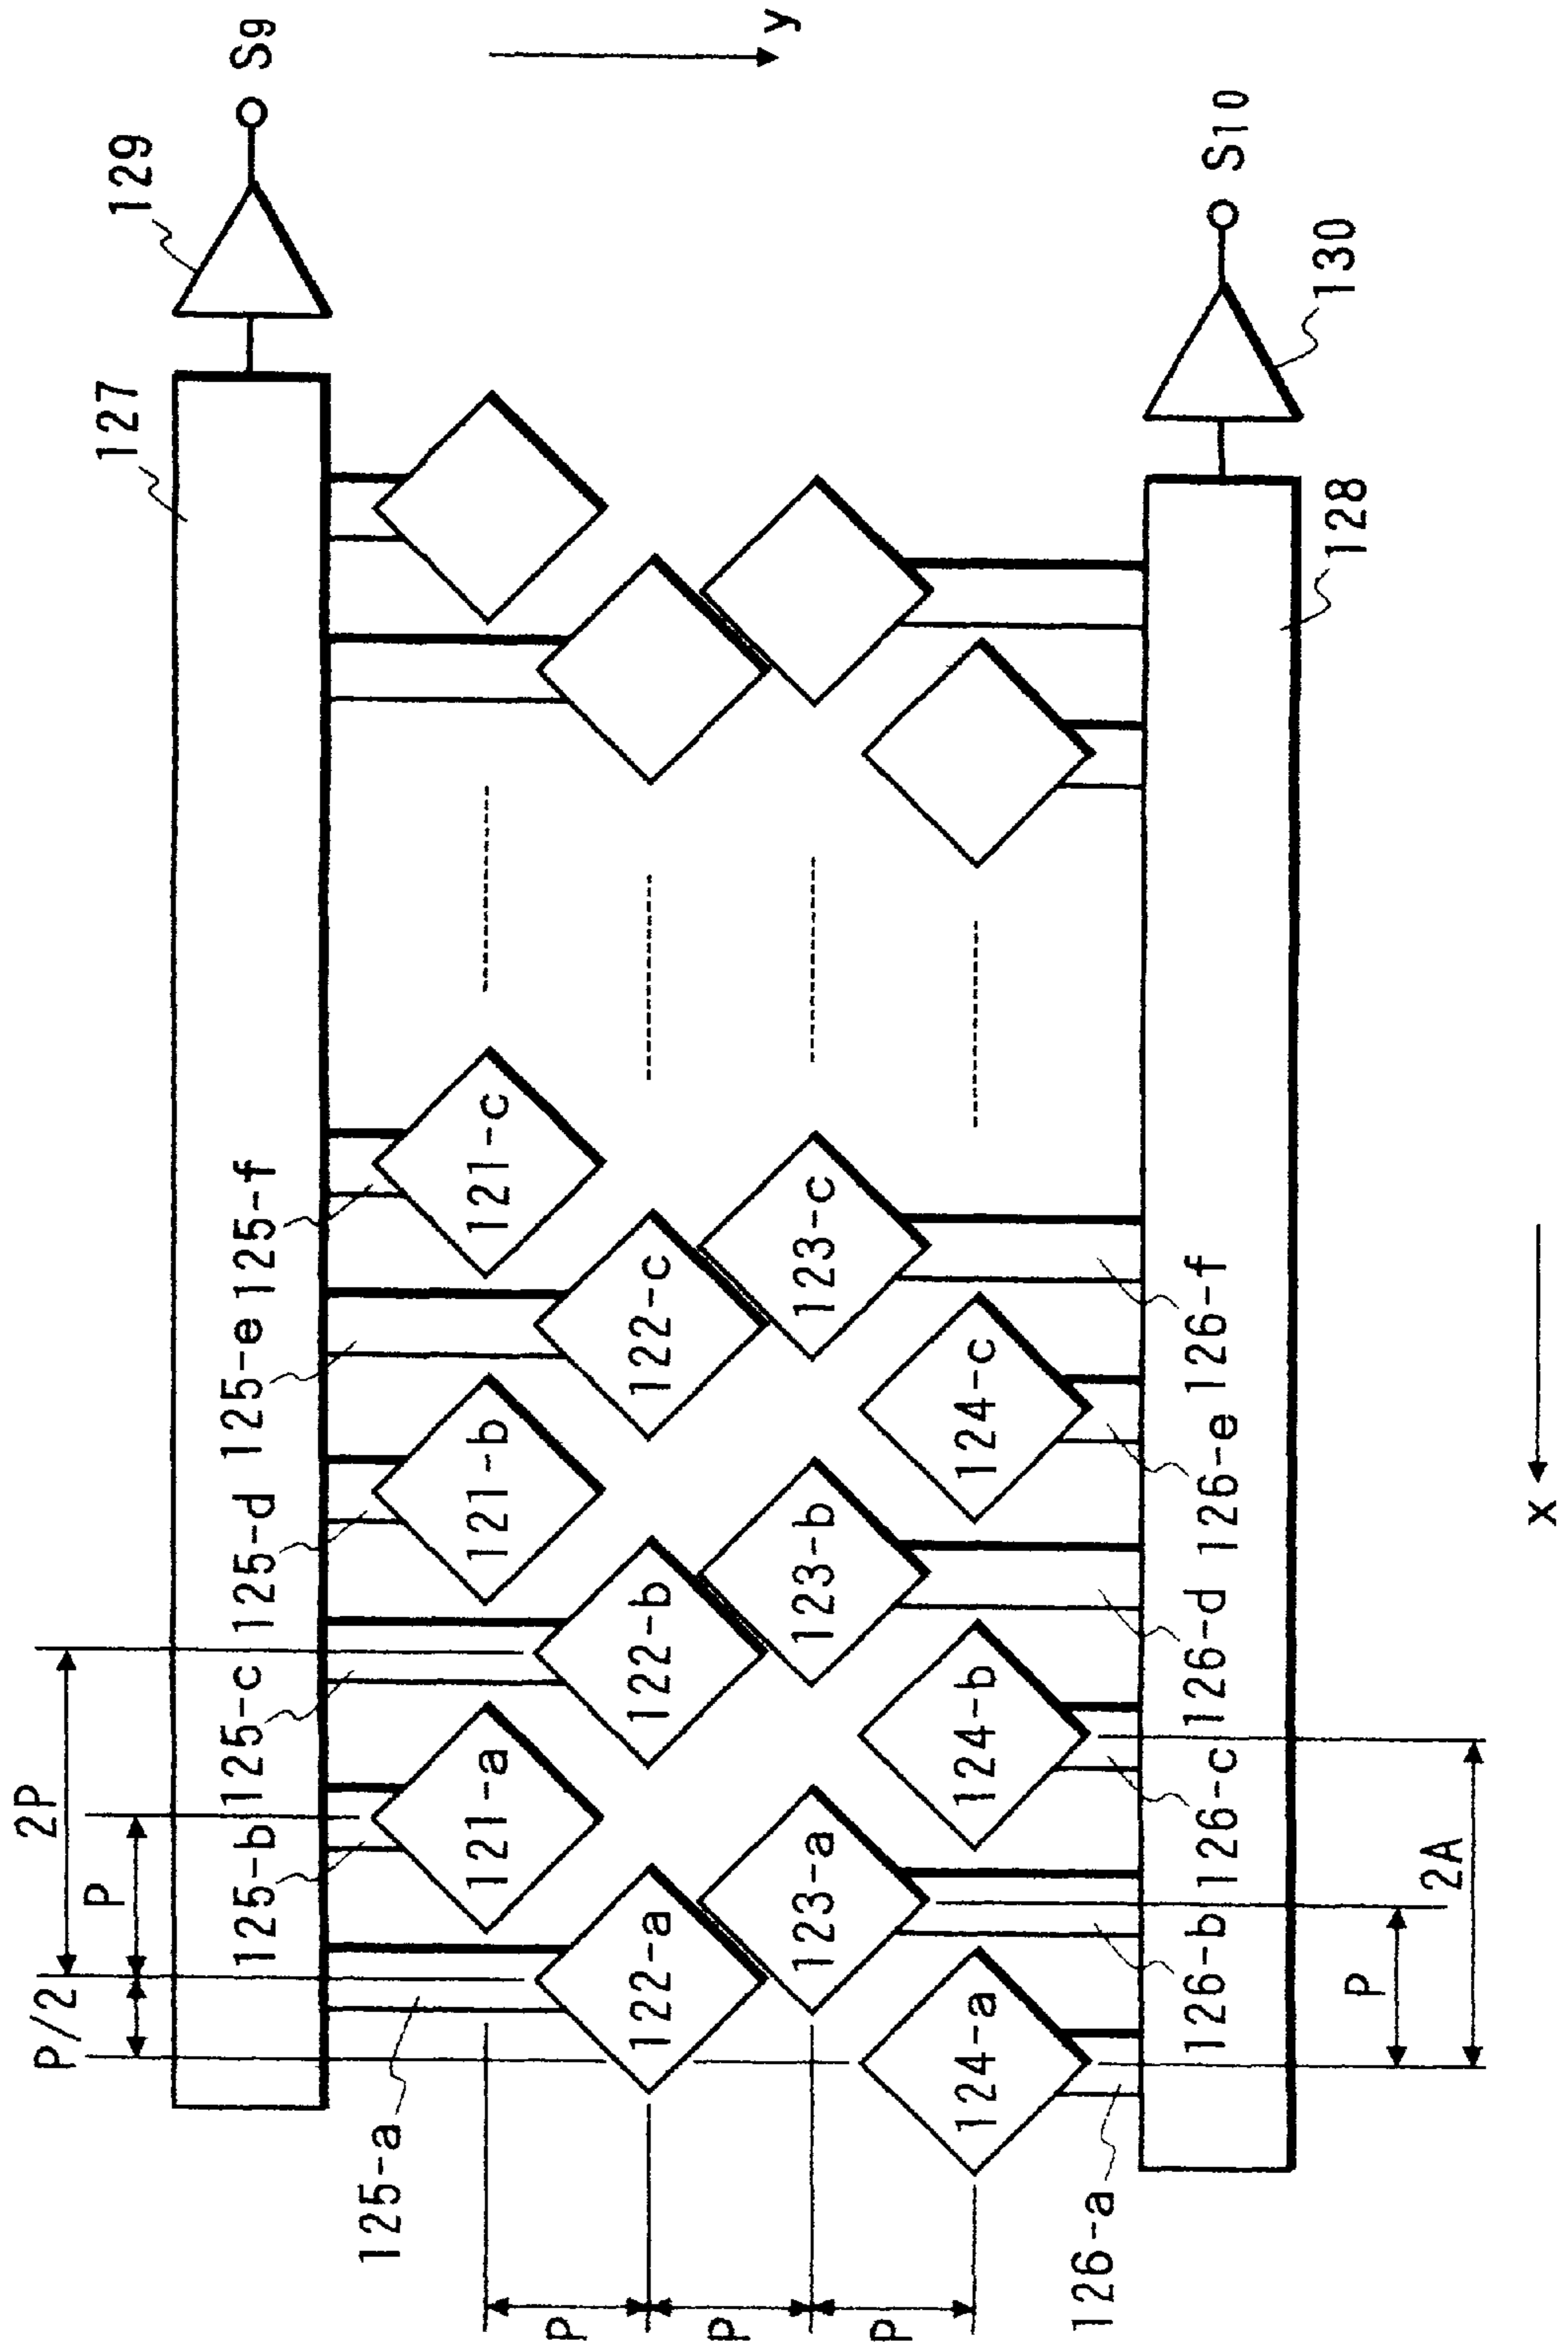 S9
129
127
y
S10
130
128
121-c
122-c
123-c
124-c
121-b
122-b
123-b
124-b
121-a
122-a
123-a
124-a
125-a
125-b
125-c
125-d
125-e
125-f
126-a
126-b
126-c
126-d
126-e
126-f
2P
P
P/2
P
P
P
P
2A
x